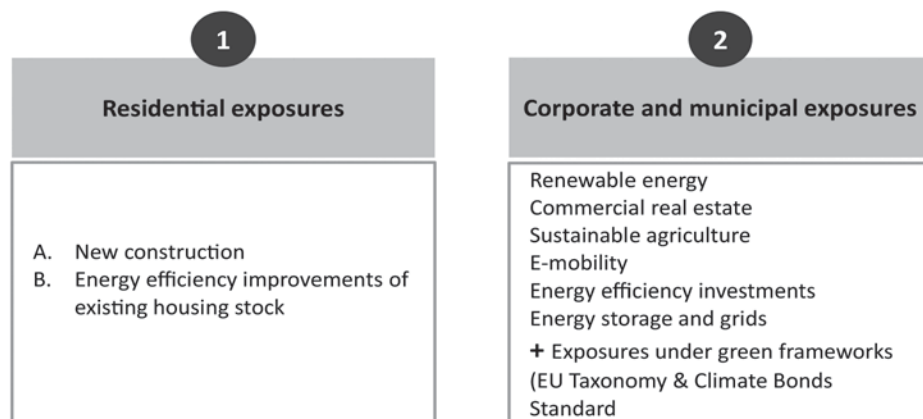 1
Residential exposures
A. New construction
B. Energy efficiency improvements of
existing housing stock
2
Corporate and municipal exposures
Renewable energy
Commercial real estate
Sustainable agriculture
E-mobility
Energy efficiency investments
Energy storage and grids
+ Exposures under green frameworks
(EU Taxonomy & Climate Bonds
Standard